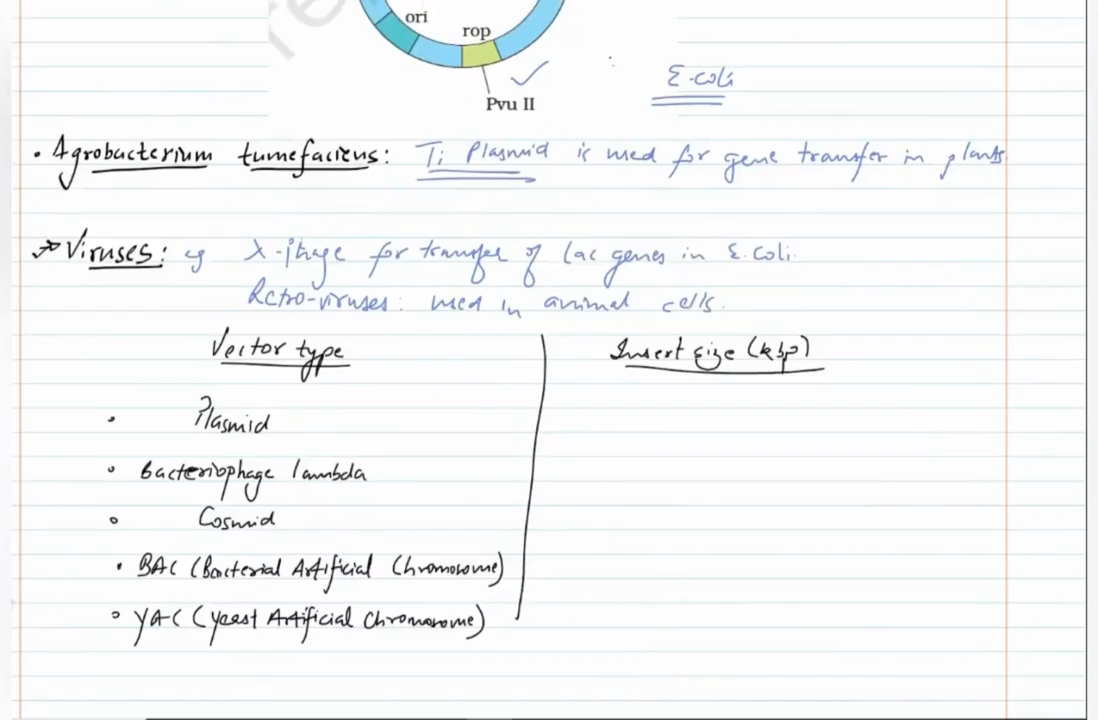 ori
rop
Pvu II
E.coli
• Agrobacterium tumefaciens: Ti Plasmid is used for gene transfer in plants
* Viruses: eg λ-phage for transfer of lac genes in E.Coli.
Retro-viruses: used in animal cells.
Vector type
Insert size (kbp)
• Plasmid
• Bacteriophage lambda
• Cosmid
• BAC (Bacterial Artificial Chromosome)
• YAC (Yeast Artificial Chromosome)